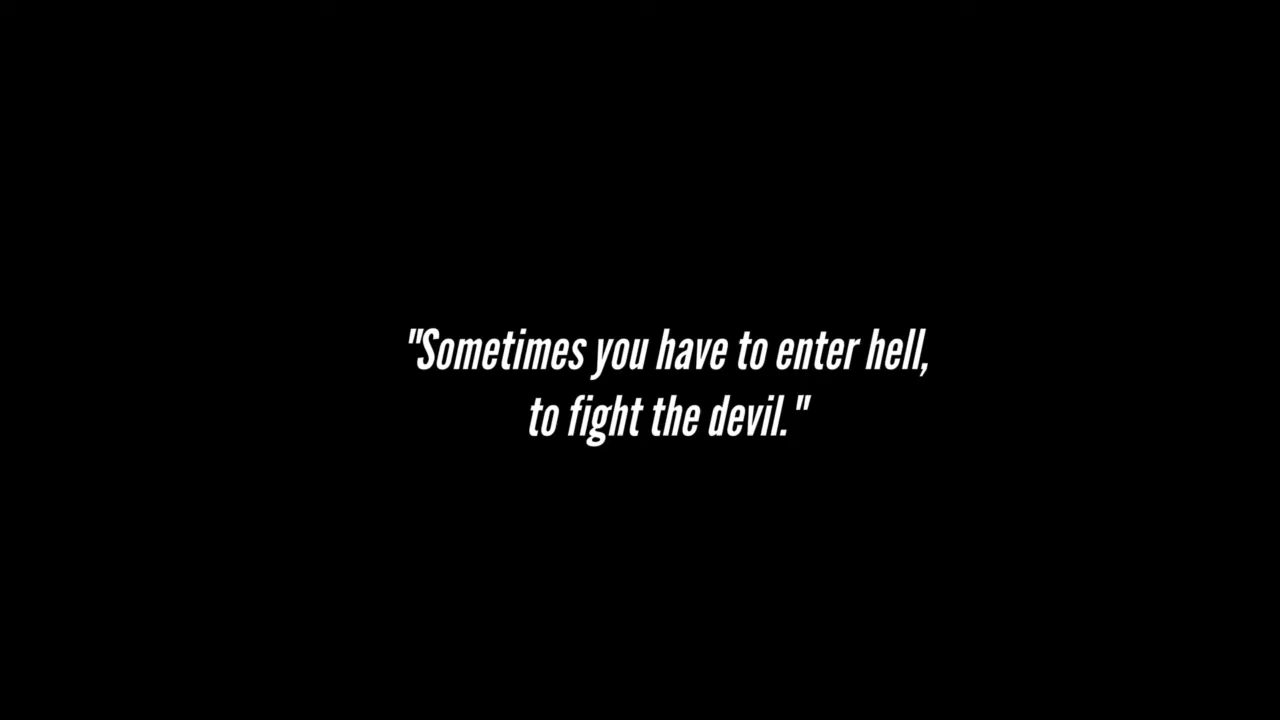 "Sometimes you have to enter hell,
to fight the devil."